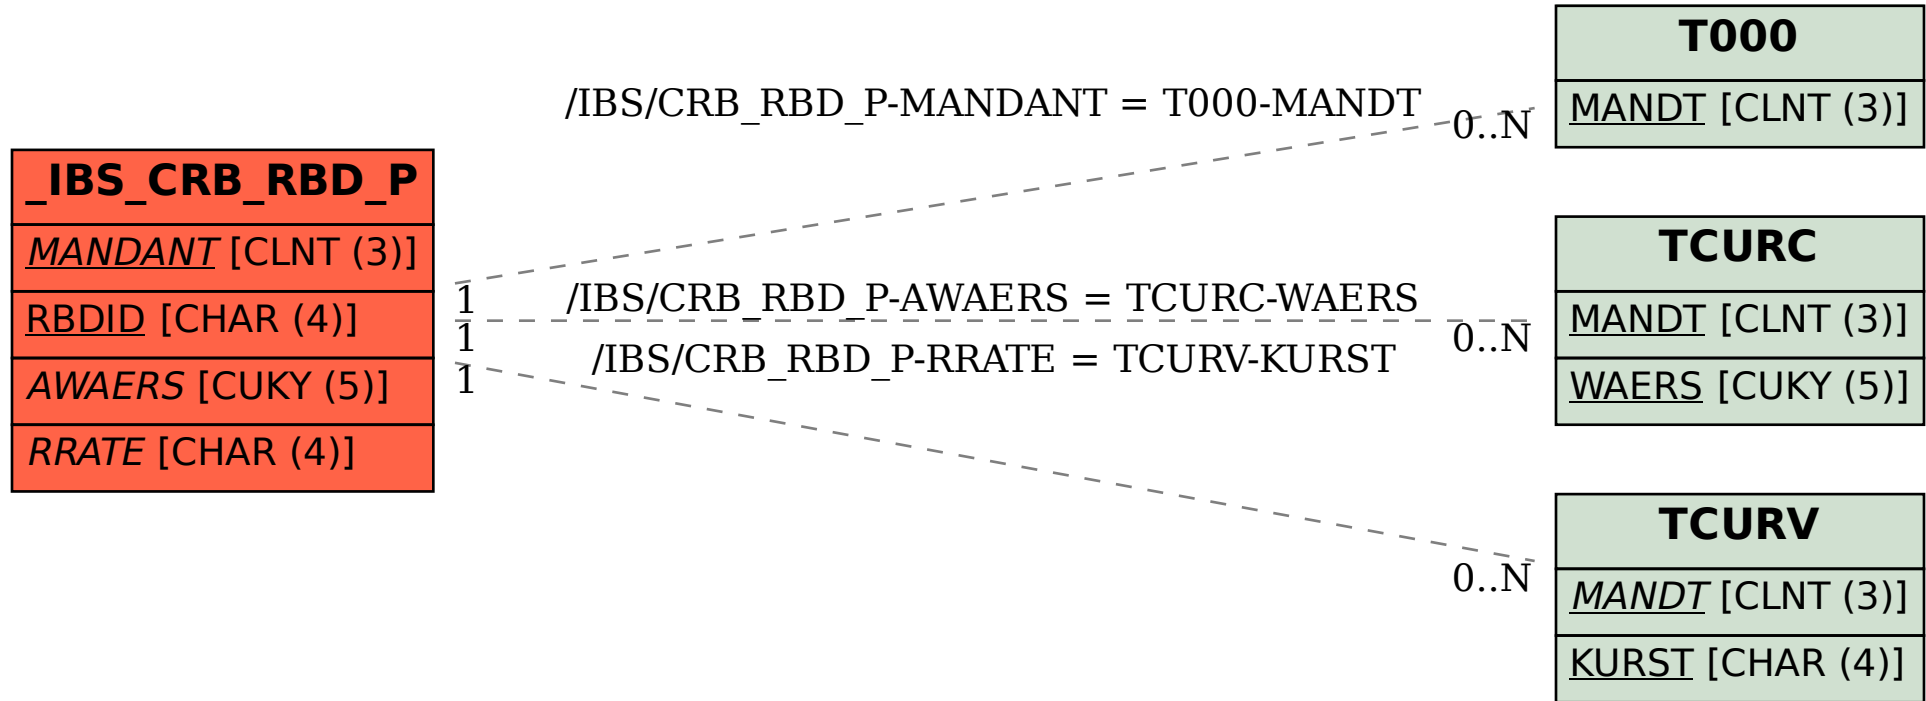 _IBS_CRB_RBD_P
MANDANT [CLNT (3)]
RBDID [CHAR (4)]
AWAERS [CUKY (5)]
RRATE [CHAR (4)]
/IBS/CRB_RBD_P-MANDANT = T000-MANDT
0..N
1
/IBS/CRB_RBD_P-AWAERS = TCURC-WAERS
1
0..N
/IBS/CRB_RBD_P-RRATE = TCURV-KURST
1
0..N
T000
MANDT [CLNT (3)]
TCURC
MANDT [CLNT (3)]
WAERS [CUKY (5)]
TCURV
MANDT [CLNT (3)]
KURST [CHAR (4)]